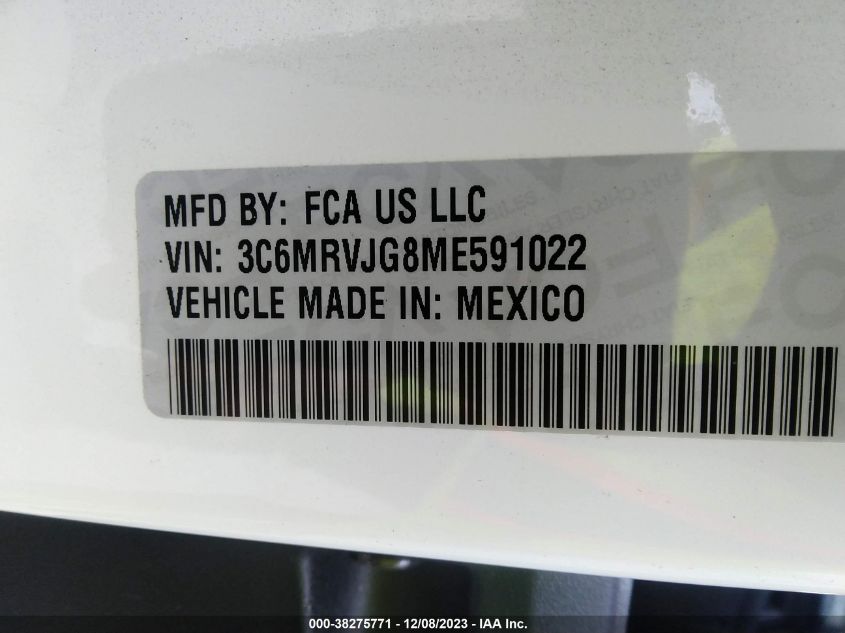 MFD BY: FCA US LLC
VIN: 3C6MRVJG8ME591022
VEHICLE MADE IN: MEXICO
000-38275771 - 12/08/2023 - IAA Inc.